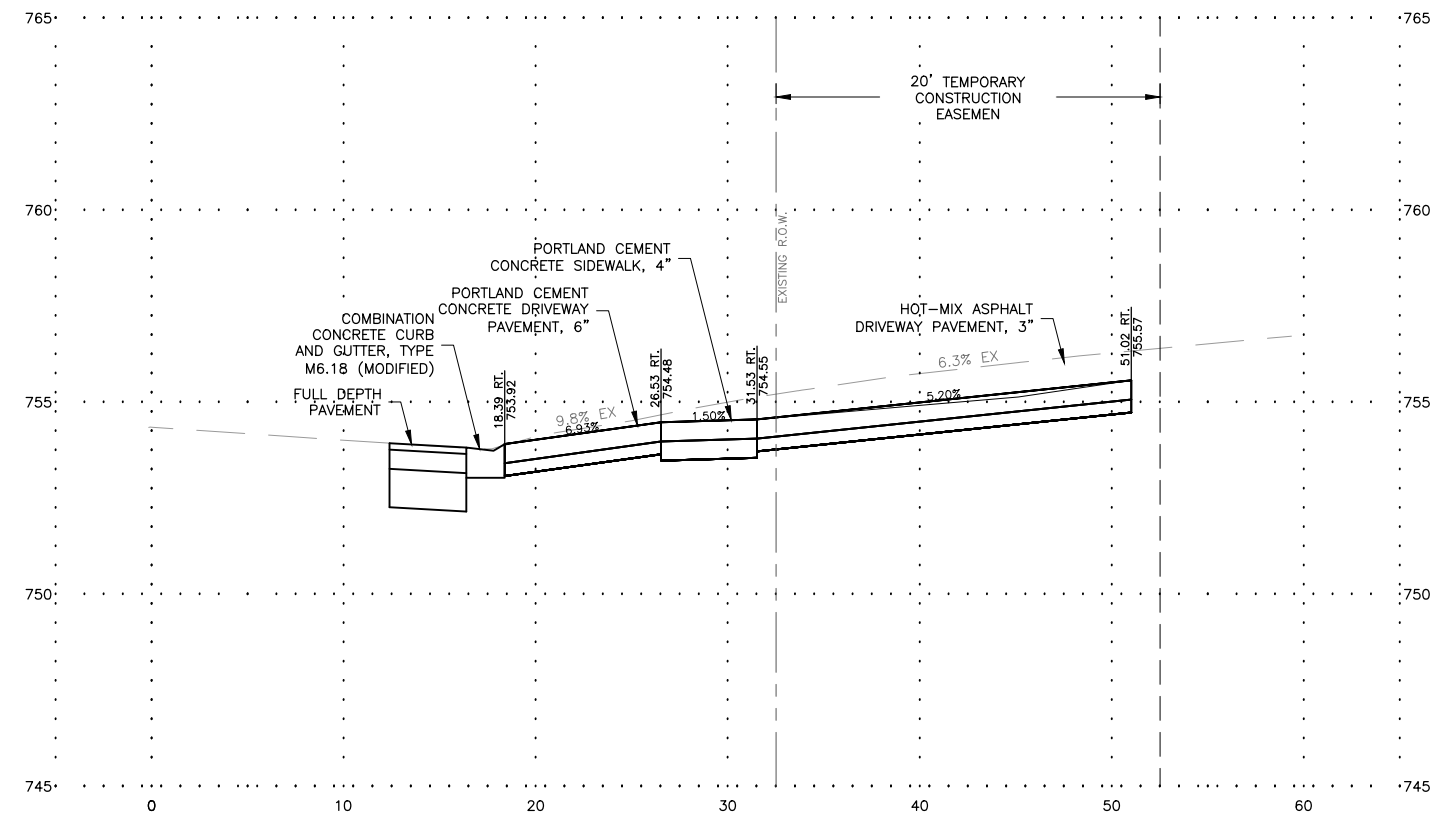 765
765
20' TEMPORARY
CONSTRUCTION
EASEMEN
760
760
EXISTING R.O.W.
PORTLAND CEMENT
CONCRETE SIDEWALK, 4"
PORTLAND CEMENT
CONCRETE DRIVEWAY
PAVEMENT, 6"
COMBINATION
CONCRETE CURB
AND GUTTER, TYPE
M6.18 (MODIFIED)
FULL DEPTH
PAVEMENT
HOT-MIX ASPHALT
DRIVEWAY PAVEMENT, 3"
18.39 RT.
753.92
26.53 RT.
754.48
31.53 RT.
754.55
51.02 RT.
755.57
9.8% EX
6.93%
1.50%
6.3% EX
5.20%
755
755
750
750
745
745
0
10
20
30
40
50
60